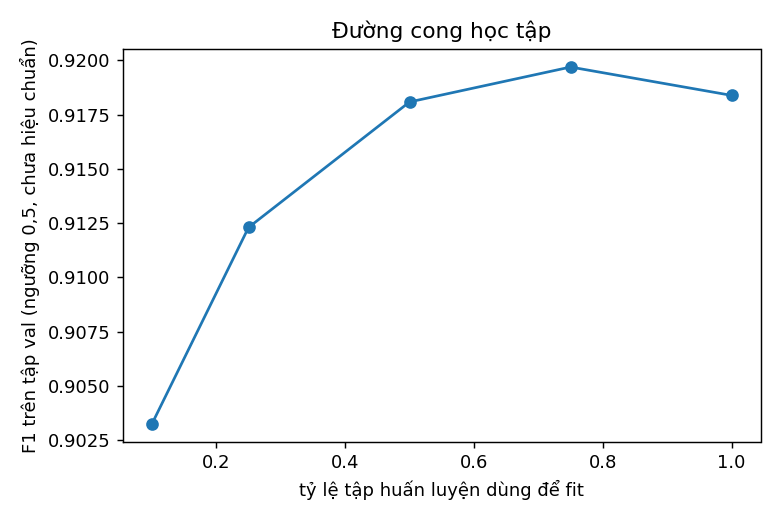 Đường cong học tập
F1 trên tập val (ngưỡng 0,5, chưa hiệu chuẩn)
0.9200
0.9175
0.9150
0.9125
0.9100
0.9075
0.9050
0.9025
0.2 0.4 0.6 0.8 1.0
tỷ lệ tập huấn luyện dùng để fit